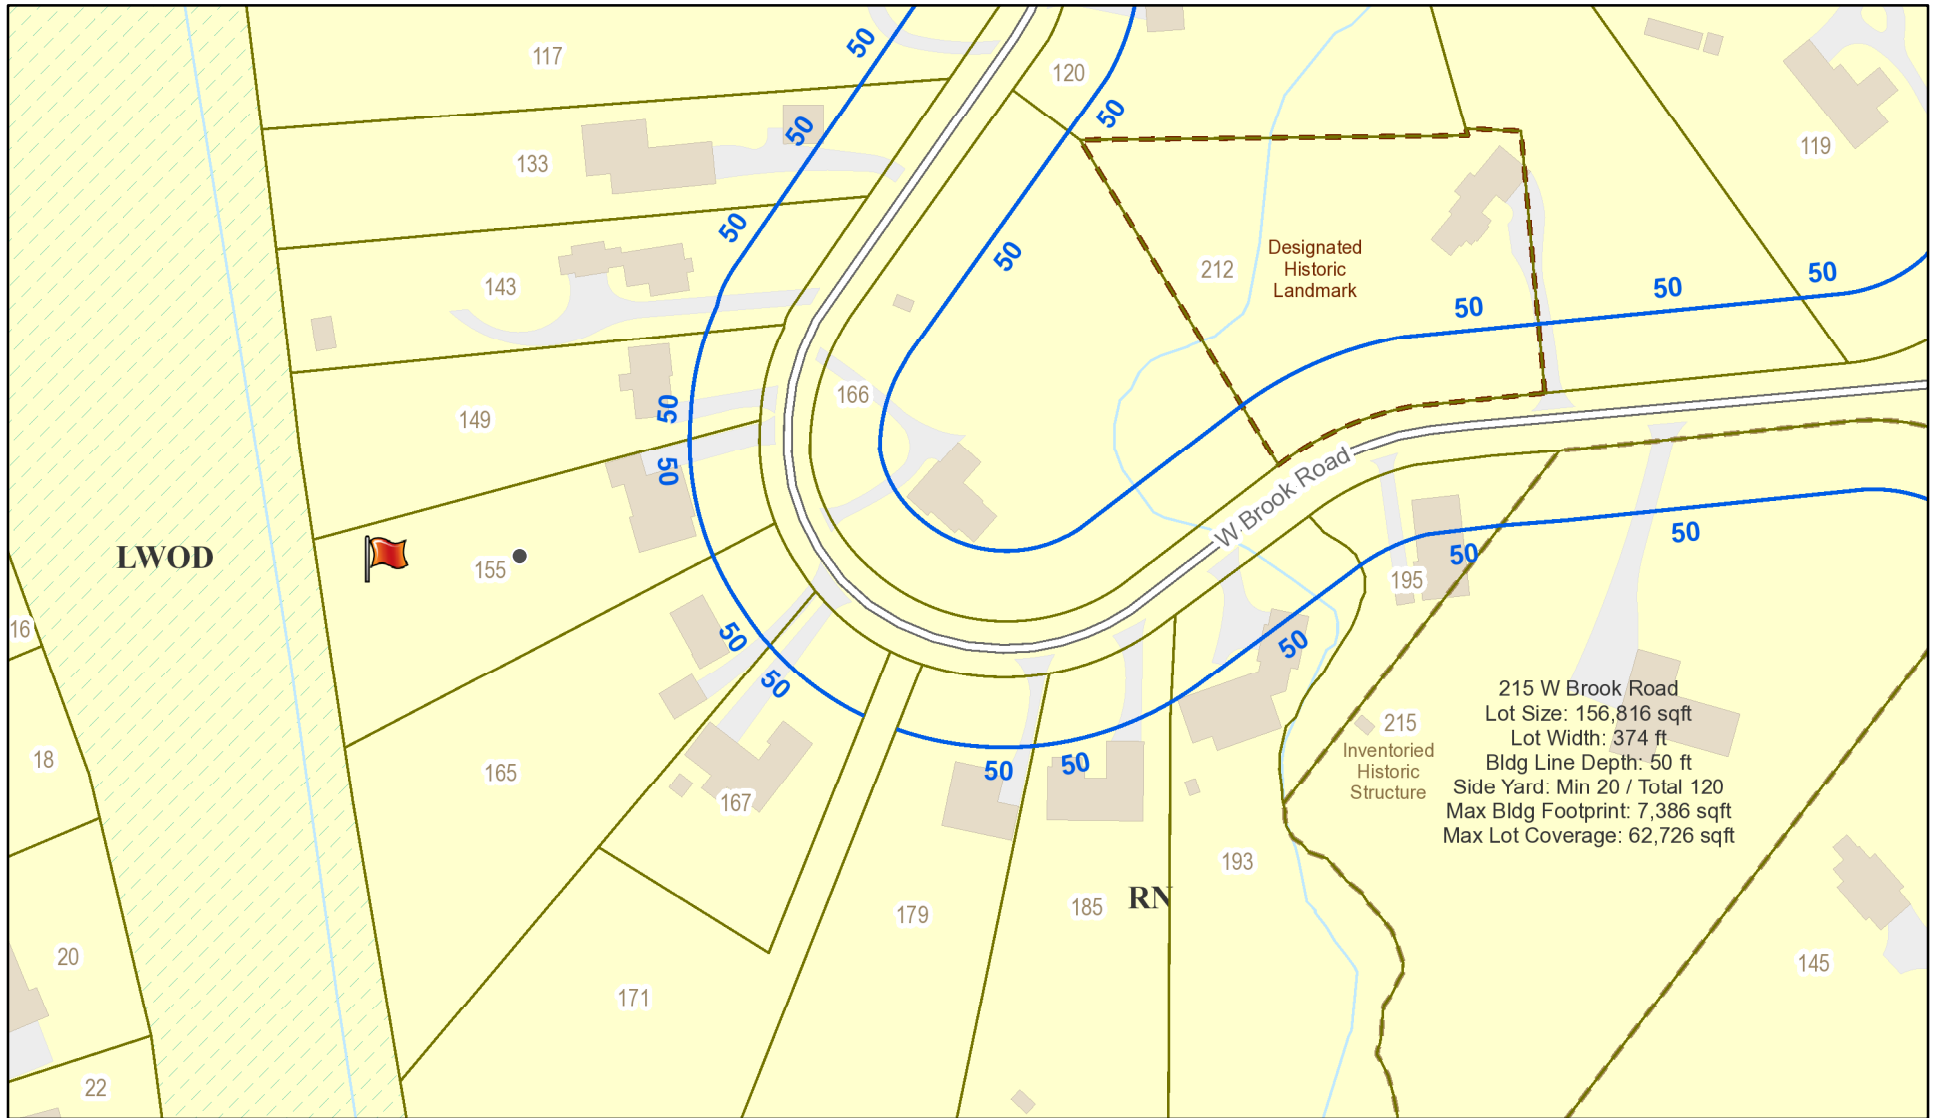 117
50
120
50
50
133
119
50
143
212
Designated
Historic
Landmark
50
50
50
50
50
166
149
50
50
W Brook Road
LWOD
155
50
195
50
16
50
50
50
215 W Brook Road
Lot Size: 156,816 sqft
Lot Width: 374 ft
Bldg Line Depth: 50 ft
Side Yard: Min 20 / Total 120
Max Bldg Footprint: 7,386 sqft
Max Lot Coverage: 62,726 sqft
215
Inventoried
Historic
Structure
18
165
50
50
167
193
RN
185
179
20
145
171
22